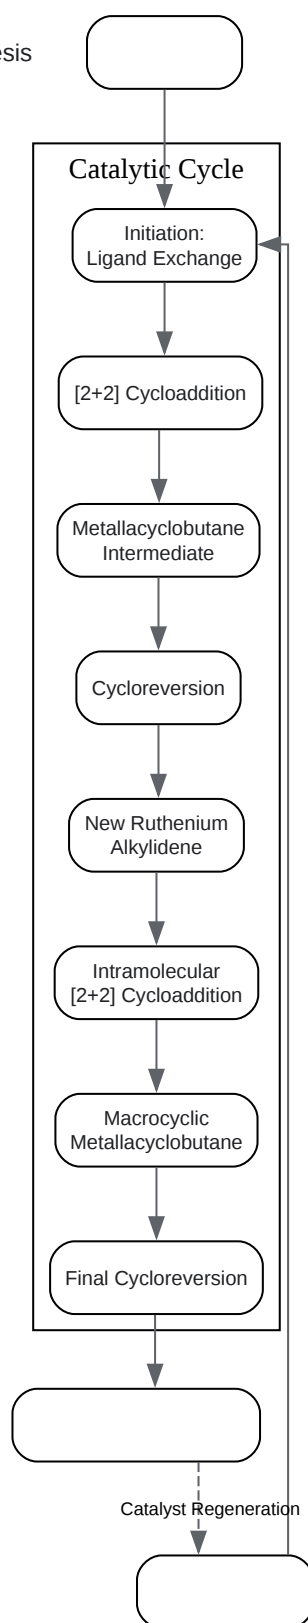 Catalytic Cycle
Initiation:
Ligand Exchange
[2+2] Cycloaddition
Metallacyclobutane
Intermediate
Cycloreversion
New Ruthenium
Alkylidene
Intramolecular
[2+2] Cycloaddition
Macrocyclic
Metallacyclobutane
Final Cycloreversion
Catalyst Regeneration